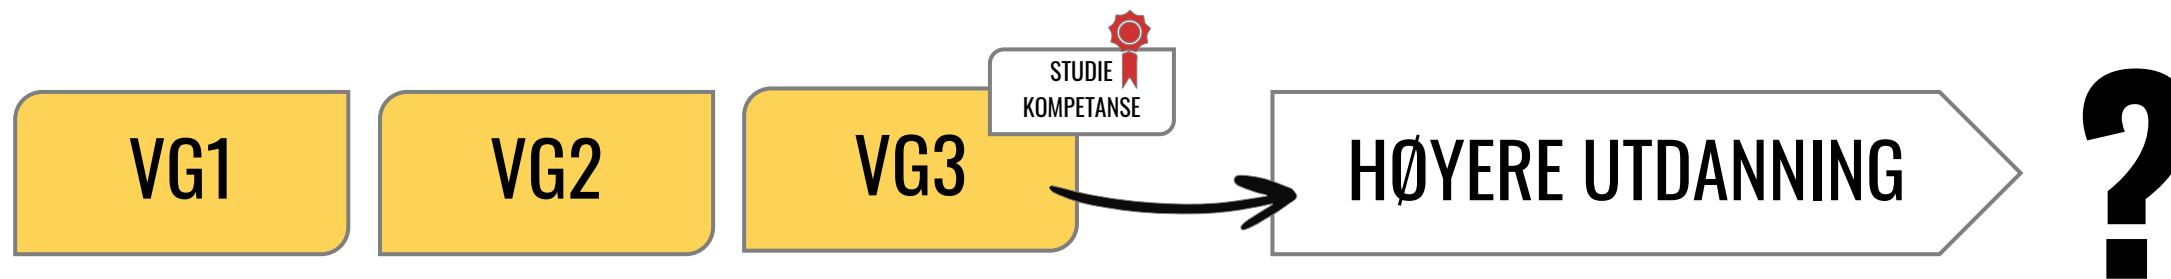 VG1
VG2
VG3
STUDIE
KOMPETANSE
HØYERE UTDANNING
?